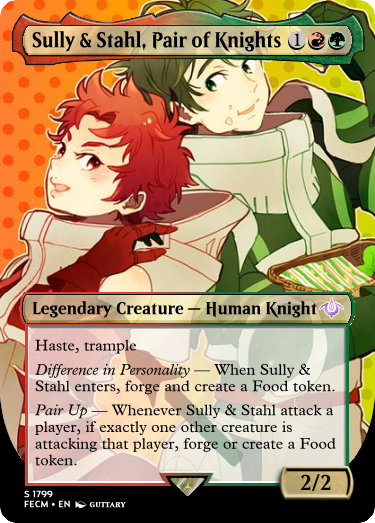 Sully & Stahl, Pair of Knights 1
Legendary Creature — Human Knight
Haste, trample
Difference in Personality — When Sully &
Stahl enters, forge and create a Food token.
Pair Up — Whenever Sully & Stahl attack a
player, if exactly one other creature is
attacking that player, forge or create a Food
token.
2/2
S 1799
FECM • EN GUTTARY